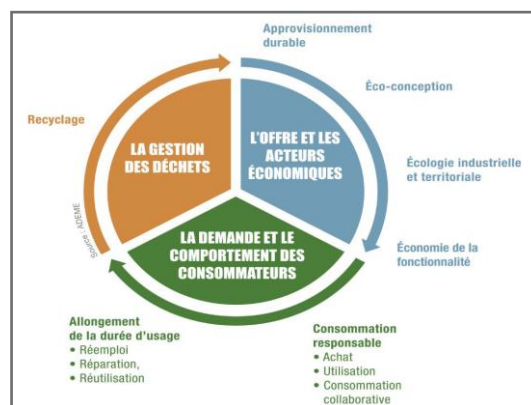 Approvisionnement
durable
Éco-conception
Recyclage
LA GESTION
DES DÉCHETS
L'OFFRE ET LES
ACTEURS
ÉCONOMIQUES
Écologie industrielle
et territoriale
Source : ADEME
LA DEMANDE ET LE
COMPORTEMENT DES
CONSOMMATEURS
Économie de la
fonctionnalité
Allongement
de la durée d'usage
• Réemploi
• Réparation,
• Réutilisation
Consommation
responsable
• Achat
• Utilisation
• Consommation
collaborative